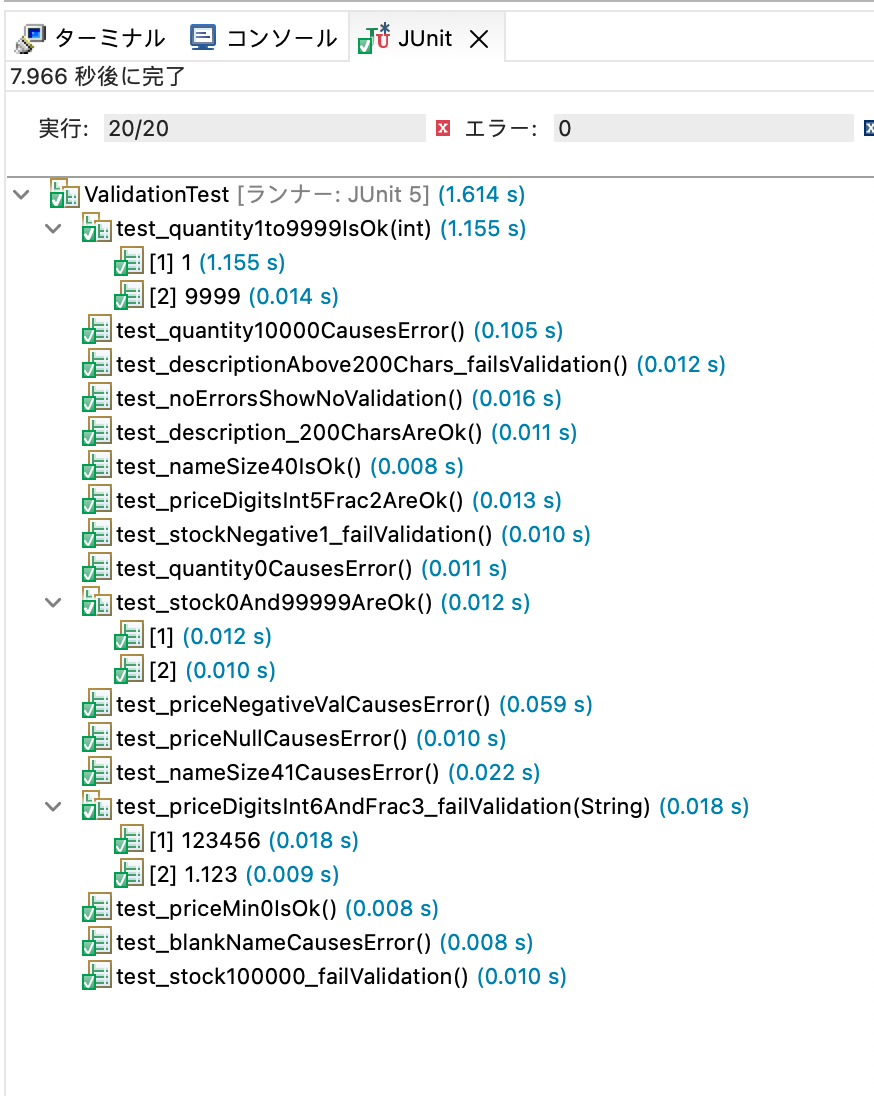 ターミナル コンソール JUnit
7.966 秒後に完了
実行: 20/20 エラー: 0
ValidationTest [ランナー: JUnit 5] (1.614 s)
test_quantity1to9999IsOk(int) (1.155 s)
[1] 1 (1.155 s)
[2] 9999 (0.014 s)
test_quantity10000CausesError() (0.105 s)
test_descriptionAbove200Chars_failsValidation() (0.012 s)
test_noErrorsShowNoValidation() (0.016 s)
test_description_200CharsAreOk() (0.011 s)
test_nameSize40IsOk() (0.008 s)
test_priceDigitsInt5Frac2AreOk() (0.013 s)
test_stockNegative1_failValidation() (0.010 s)
test_quantity0CausesError() (0.011 s)
test_stock0And99999AreOk() (0.012 s)
[1] (0.012 s)
[2] (0.010 s)
test_priceNegativeValCausesError() (0.059 s)
test_priceNullCausesError() (0.010 s)
test_nameSize41CausesError() (0.022 s)
test_priceDigitsInt6AndFrac3_failValidation(String) (0.018 s)
[1] 123456 (0.018 s)
[2] 1.123 (0.009 s)
test_priceMin0IsOk() (0.008 s)
test_blankNameCausesError() (0.008 s)
test_stock100000_failValidation() (0.010 s)